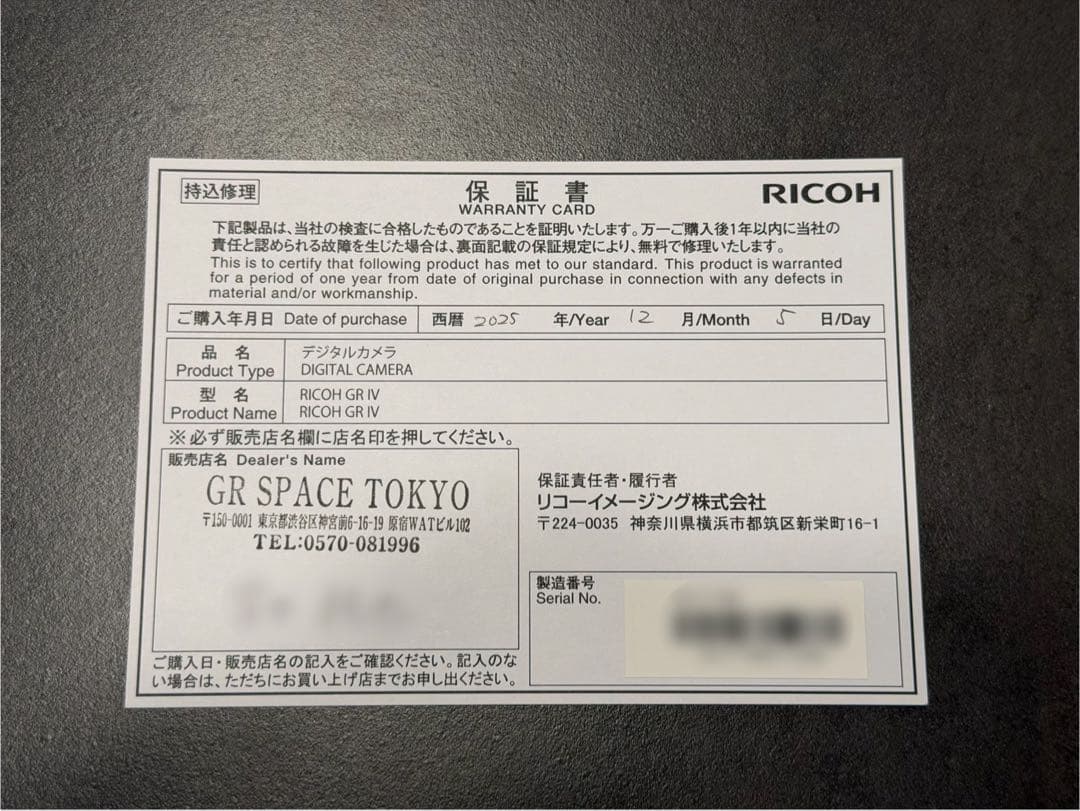 持込修理
保証書
WARRANTY CARD
RICOH
下記製品は、当社の検査に合格したものであることを証明いたします。万一ご購入後1年以内に当社の
責任と認められる故障を生じた場合は、裏面記載の保証規定により、無料で修理いたします。
This is to certify that following product has met to our standard. This product is warranted
for a period of one year from date of original purchase in connection with any defects in
material and/or workmanship.
ご購入年月日 Date of purchase 西暦 2025 年/Year 12 月/Month 5 日/Day
品名 デジタルカメラ
Product Type DIGITAL CAMERA
型名 RICOH GR IV
Product Name RICOH GR IV
※必ず販売店名欄に店名印を押してください。
販売店名 Dealer's Name
GR SPACE TOKYO
〒150-0001 東京都渋谷区神宮前6-16-19 原宿WATビル102
TEL:0570-081996
ご購入日・販売店名の記入をご確認ください。記入のな
い場合は、ただちにお買い上げ店までお申し出ください。
保証責任者・履行者
リコーイメージング株式会社
〒224-0035 神奈川県横浜市都筑区新栄町16-1
製造番号
Serial No.